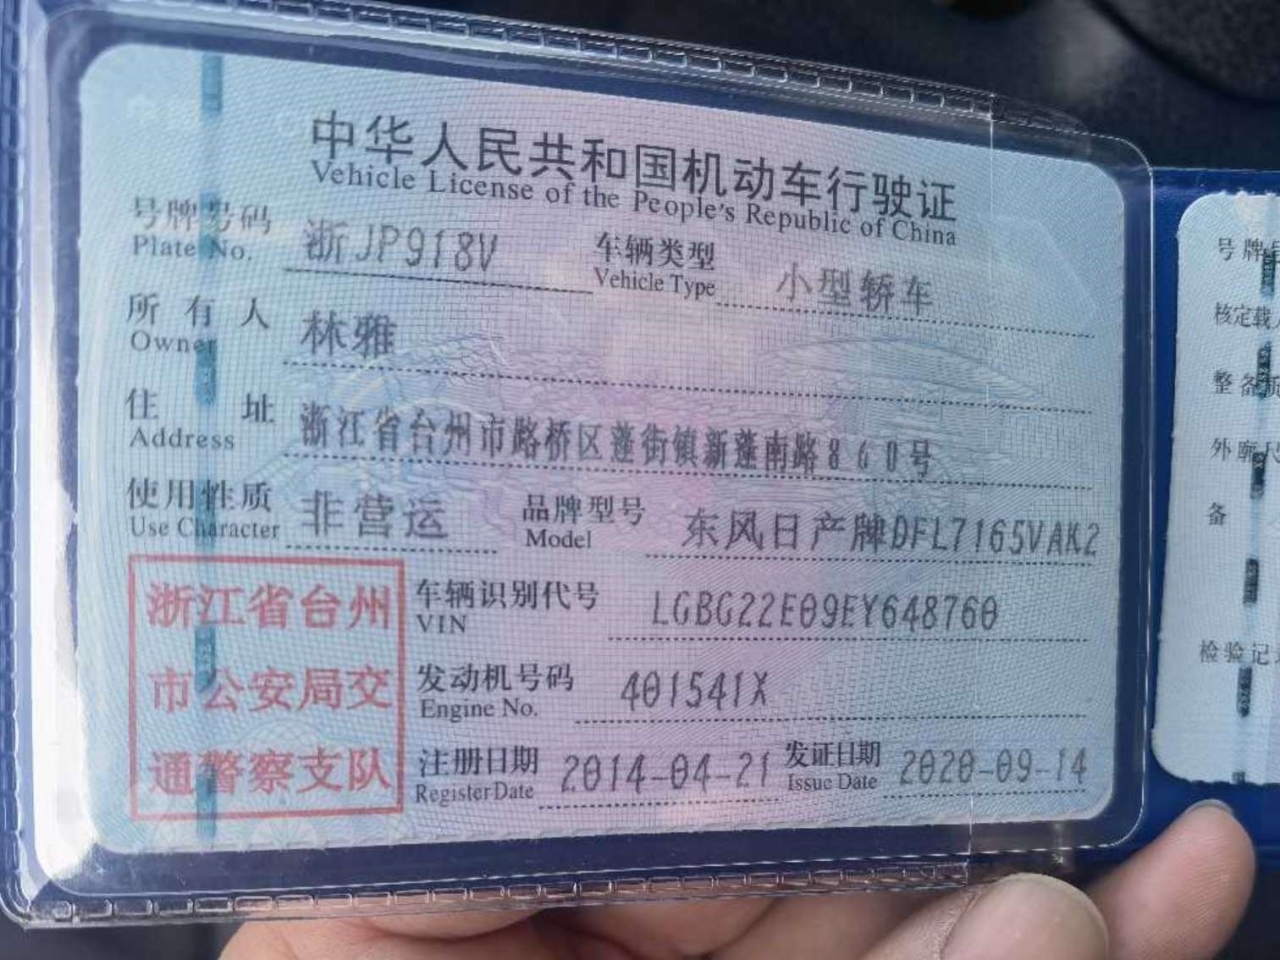 中华人民共和国机动车行驶证
Vehicle License of the People's Republic of China
号牌号码 浙JP918V 车辆类型 小型轿车
Plate No. Vehicle Type
所有人 林雅
Owner
住址 浙江省台州市路桥区蓬街镇新蓬南路860号
Address
使用性质 非营运 品牌型号 东风日产牌DFL7165VAK2
Use Character Model
浙江省台州
市公安局交
通警察支队
车辆识别代号 LGBG22E09EY648760
VIN
发动机号码 401541X
Engine No.
注册日期 2014-04-21 发证日期 2020-09-14
Register Date Issue Date
号牌
核定载
整备
外廓尺
备
检验记